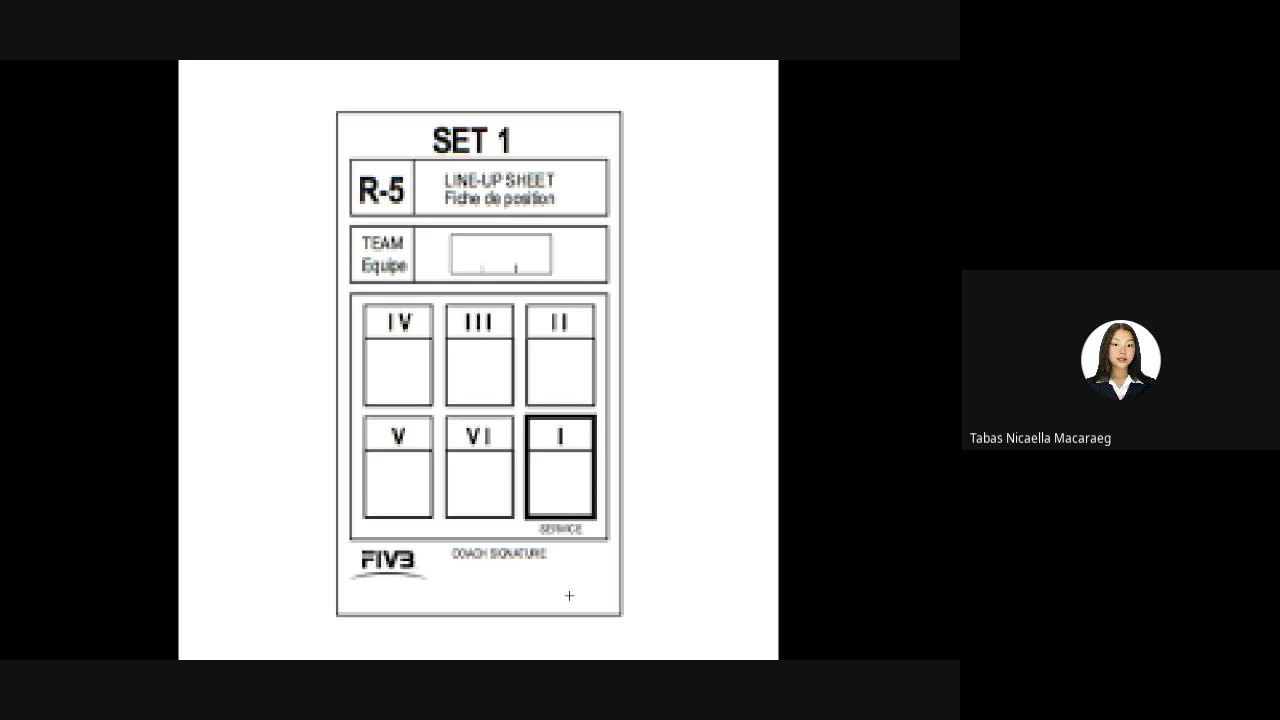 SET 1
R-5
LINE-UP SHEET
Fiche de position
TEAM
Equipe
IV III II
V VI I
SERVICE
FIVB
COACH SIGNATURE
Tabas Nicaella Macaraeg